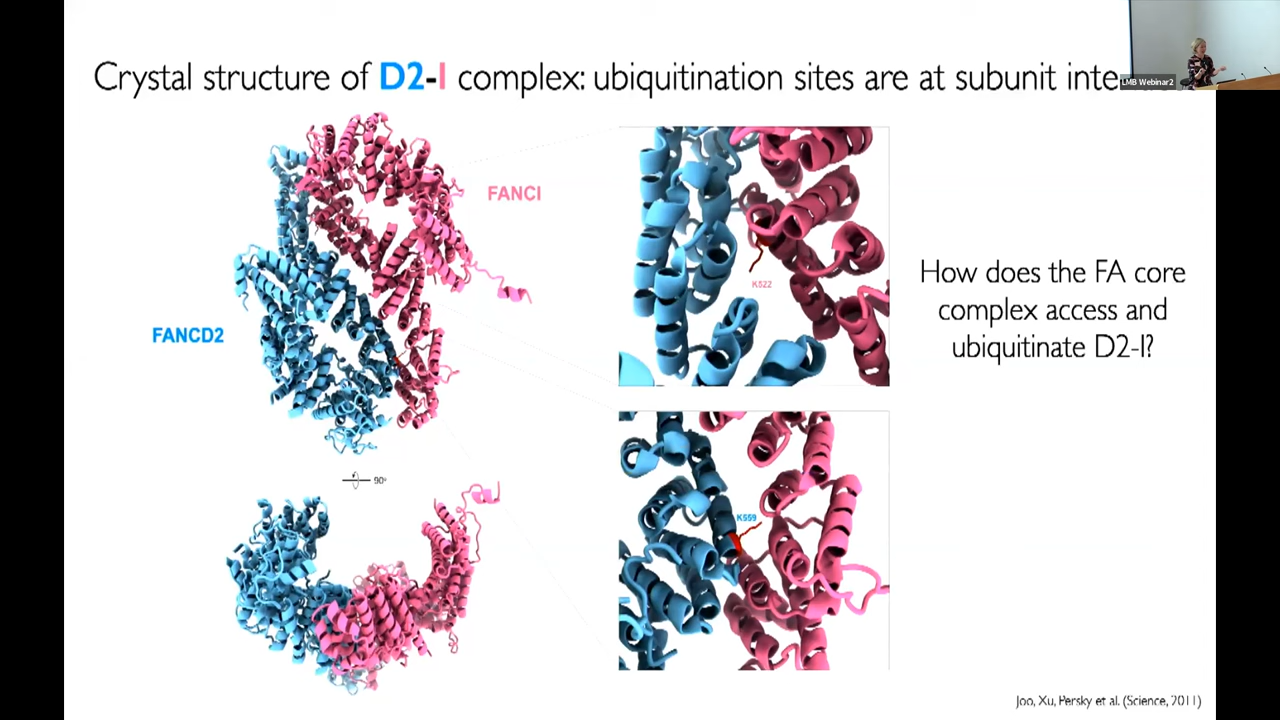 Crystal structure of D2-I complex: ubiquitination sites are at subunit inte
LMB Webinar2
FANCI
FANCD2
K522
How does the FA core
complex access and
ubiquitinate D2-I?
90°
K559
Joo, Xu, Persky et al. (Science, 2011)